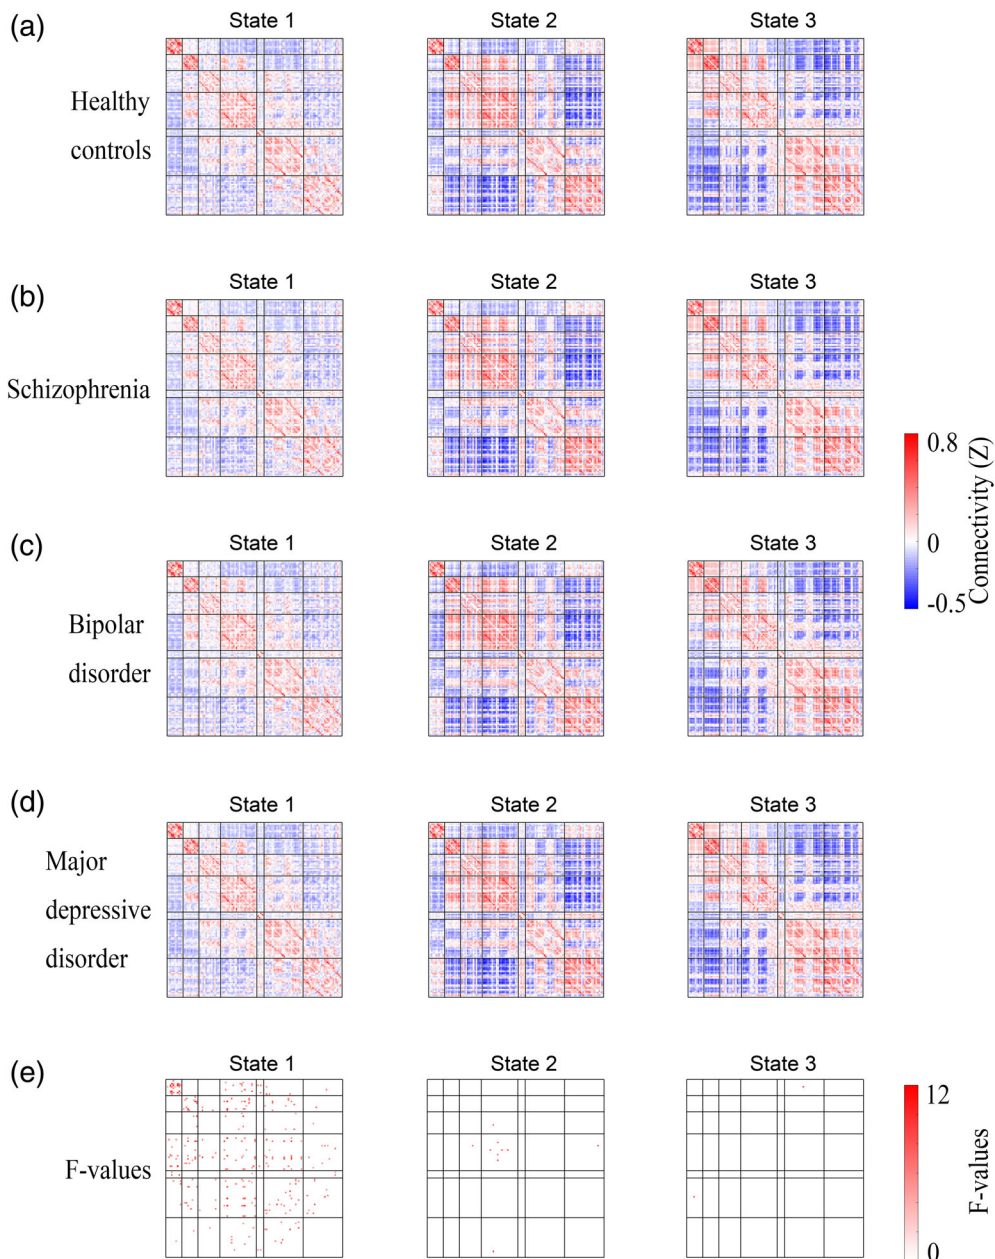 (a)
State 1
State 2
State 3
Healthy
controls
(b)
State 1
State 2
State 3
Schizophrenia
(c)
State 1
State 2
State 3
Bipolar
disorder
0.8
0
-0.5
Connectivity (Z)
(d)
State 1
State 2
State 3
Major
depressive
disorder
(e)
State 1
State 2
State 3
F-values
12
0
F-values